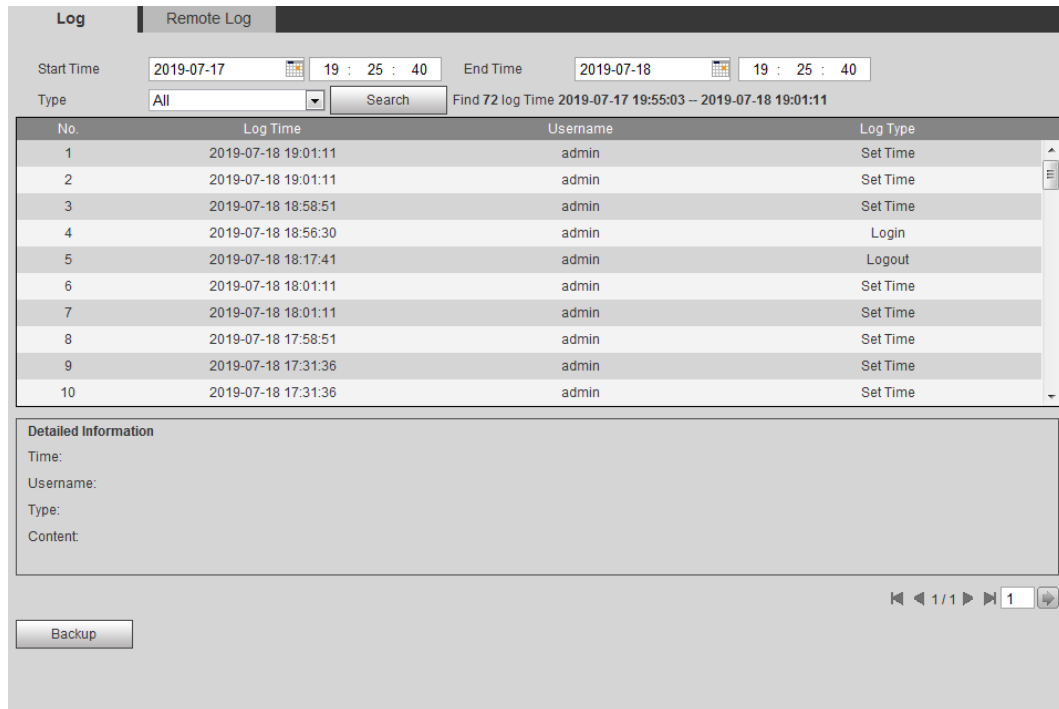 Log Remote Log
Start Time 2019-07-17 19 : 25 : 40 End Time 2019-07-18 19 : 25 : 40
Type All Search Find 72 log Time 2019-07-17 19:55:03 -- 2019-07-18 19:01:11
No. Log Time Username Log Type
1 2019-07-18 19:01:11 admin Set Time
2 2019-07-18 19:01:11 admin Set Time
3 2019-07-18 18:58:51 admin Set Time
4 2019-07-18 18:56:30 admin Login
5 2019-07-18 18:17:41 admin Logout
6 2019-07-18 18:01:11 admin Set Time
7 2019-07-18 18:01:11 admin Set Time
8 2019-07-18 17:58:51 admin Set Time
9 2019-07-18 17:31:36 admin Set Time
10 2019-07-18 17:31:36 admin Set Time
Detailed Information
Time:
Username:
Type:
Content:
1 / 1 1
Backup